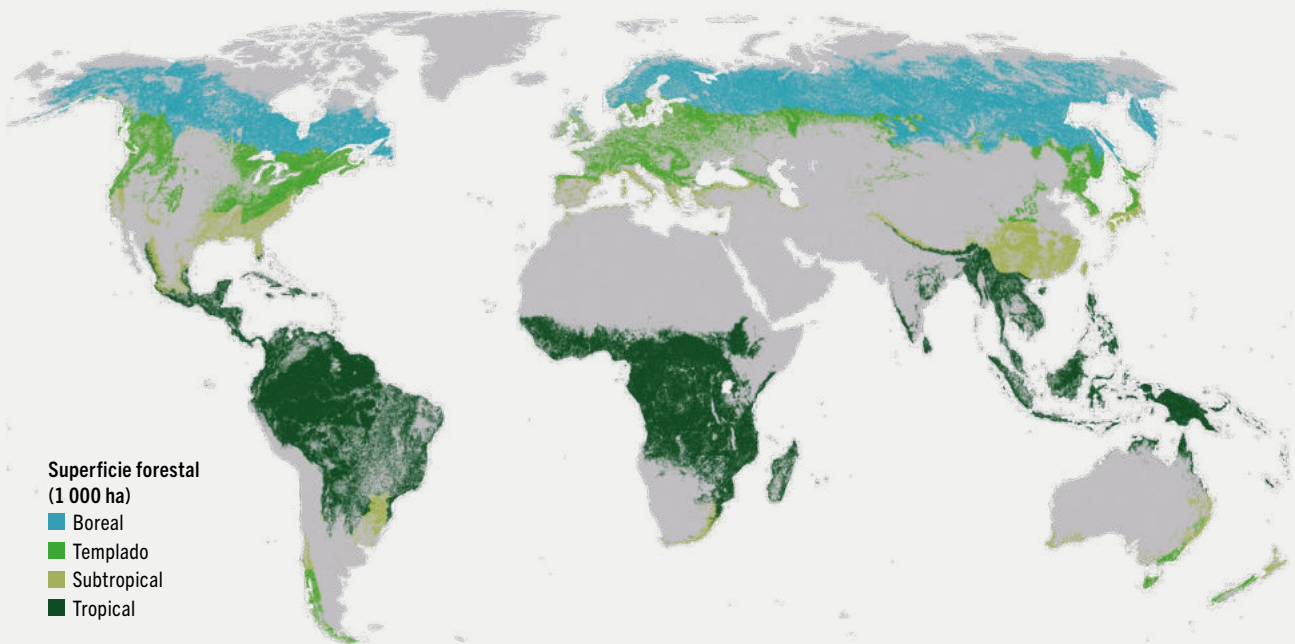 Superficie forestal
(1 000 ha)
Boreal
Templado
Subtropical
Tropical